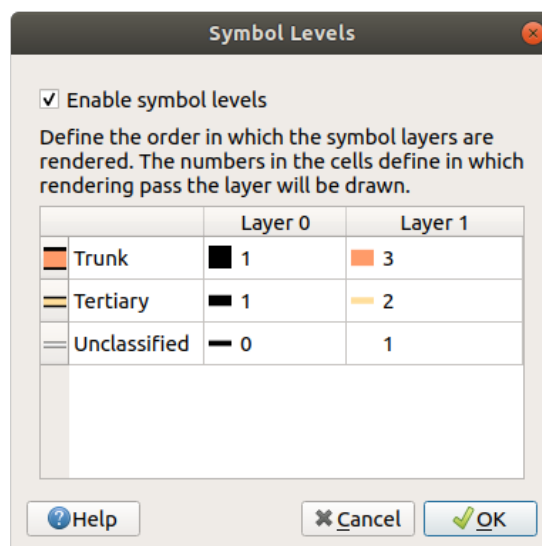 Symbol Levels
Enable symbol levels
Define the order in which the symbol layers are
rendered. The numbers in the cells define in which
rendering pass the layer will be drawn.
Layer 0 Layer 1
Trunk 1 3
Tertiary 1 2
Unclassified 0 1
Help Cancel OK